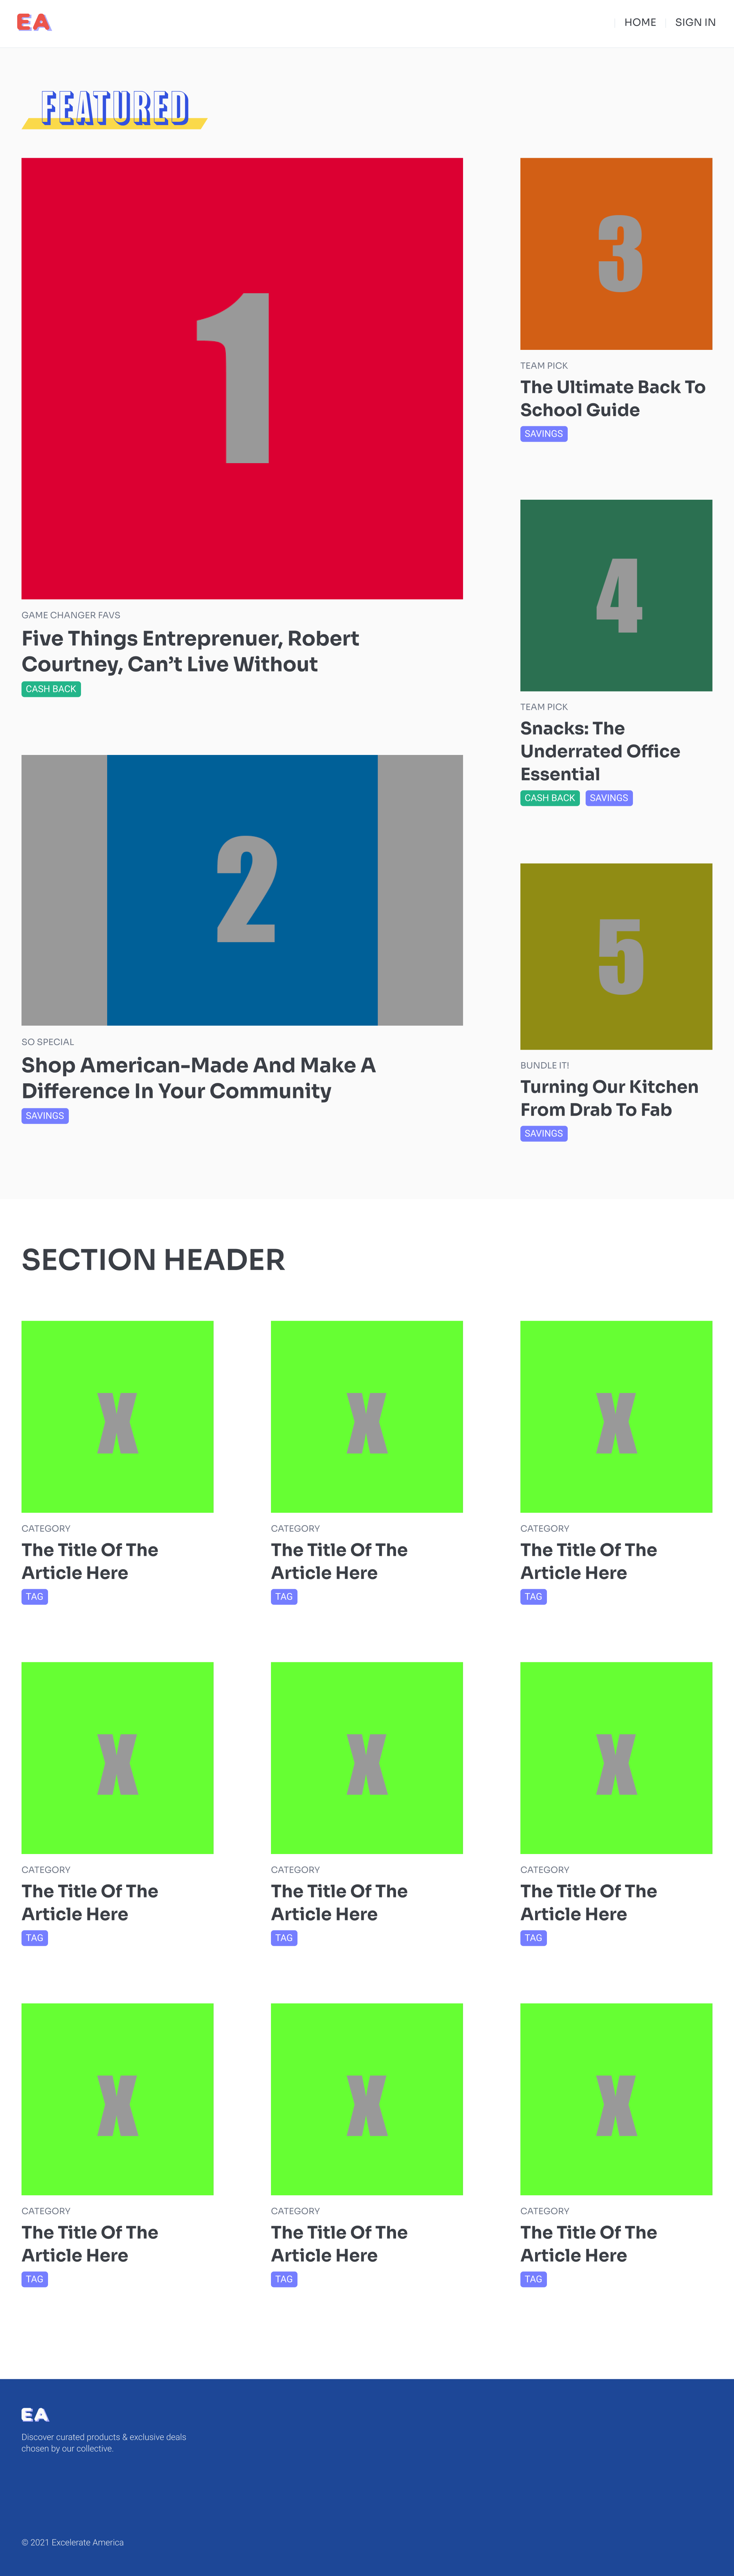 EA
HOME
SIGN IN
FEATURED
1
GAME CHANGER FAVS
Five Things Entreprenuer, Robert
Courtney, Can’t Live Without
CASH BACK
2
SO SPECIAL
Shop American-Made And Make A
Difference In Your Community
SAVINGS
3
TEAM PICK
The Ultimate Back To
School Guide
SAVINGS
4
TEAM PICK
Snacks: The
Underrated Office
Essential
CASH BACK SAVINGS
5
BUNDLE IT!
Turning Our Kitchen
From Drab To Fab
SAVINGS
SECTION HEADER
X
CATEGORY
The Title Of The
Article Here
TAG
X
CATEGORY
The Title Of The
Article Here
TAG
X
CATEGORY
The Title Of The
Article Here
TAG
X
CATEGORY
The Title Of The
Article Here
TAG
X
CATEGORY
The Title Of The
Article Here
TAG
X
CATEGORY
The Title Of The
Article Here
TAG
X
CATEGORY
The Title Of The
Article Here
TAG
X
CATEGORY
The Title Of The
Article Here
TAG
X
CATEGORY
The Title Of The
Article Here
TAG
EA
Discover curated products & exclusive deals
chosen by our collective.
© 2021 Excelerate America